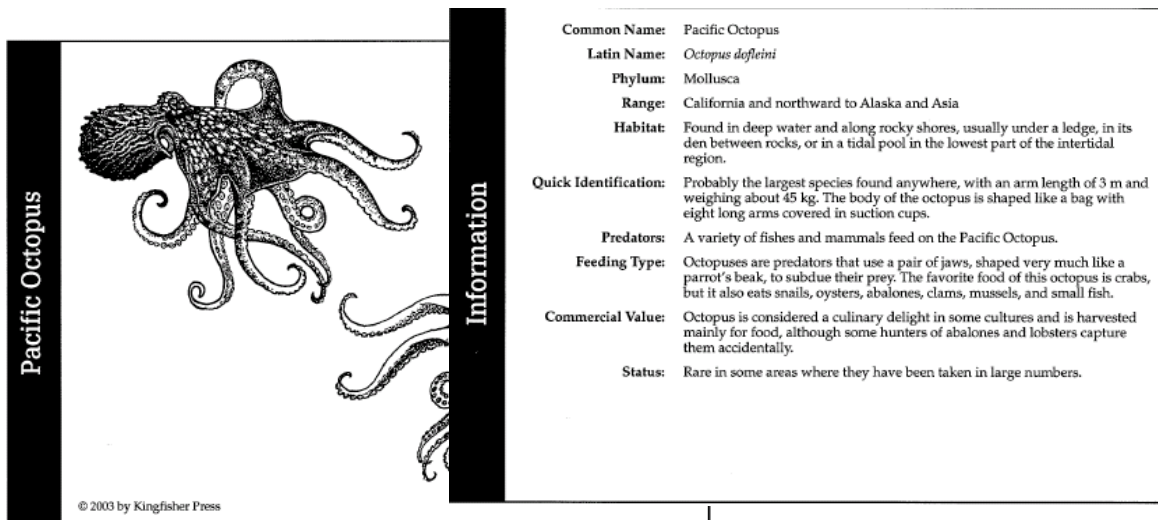 Pacific Octopus
© 2003 by Kingfisher Press
Information
Common Name: Pacific Octopus
Latin Name: Octopus dofleini
Phylum: Mollusca
Range: California and northward to Alaska and Asia
Habitat: Found in deep water and along rocky shores, usually under a ledge, in its
den between rocks, or in a tidal pool in the lowest part of the intertidal
region.
Quick Identification: Probably the largest species found anywhere, with an arm length of 3 m and
weighing about 45 kg. The body of the octopus is shaped like a bag with
eight long arms covered in suction cups.
Predators: A variety of fishes and mammals feed on the Pacific Octopus.
Feeding Type: Octopuses are predators that use a pair of jaws, shaped very much like a
parrot's beak, to subdue their prey. The favorite food of this octopus is crabs,
but it also eats snails, oysters, abalones, clams, mussels, and small fish.
Commercial Value: Octopus is considered a culinary delight in some cultures and is harvested
mainly for food, although some hunters of abalones and lobsters capture
them accidentally.
Status: Rare in some areas where they have been taken in large numbers.